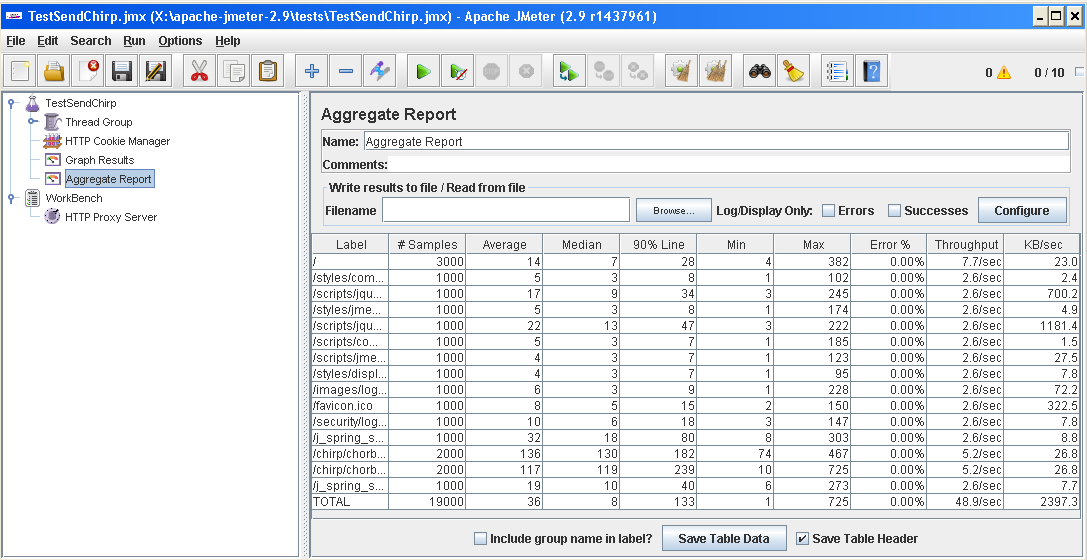 TestSendChirp.jmx (X:\apache-jmeter-2.9\tests\TestSendChirp.jmx) - Apache JMeter (2.9 r1437961)
File Edit Search Run Options Help
0 0 / 10
TestSendChirp
Thread Group
HTTP Cookie Manager
Graph Results
Aggregate Report
WorkBench
HTTP Proxy Server
Aggregate Report
Name: Aggregate Report
Comments:
Write results to file / Read from file
Filename Browse... Log/Display Only: Errors Successes Configure
Label # Samples Average Median 90% Line Min Max Error % Throughput KB/sec
/ 3000 14 7 28 4 382 0.00% 7.7/sec 23.0
/styles/com... 1000 5 3 8 1 102 0.00% 2.6/sec 2.4
/scripts/jqu... 1000 17 9 34 3 245 0.00% 2.6/sec 700.2
/styles/jme... 1000 5 3 8 1 174 0.00% 2.6/sec 4.9
/scripts/jqu... 1000 22 13 47 3 222 0.00% 2.6/sec 1181.4
/scripts/co... 1000 5 3 7 1 185 0.00% 2.6/sec 1.5
/scripts/jme... 1000 4 3 7 1 123 0.00% 2.6/sec 27.5
/styles/displ... 1000 4 3 7 1 95 0.00% 2.6/sec 7.8
/images/log... 1000 6 3 9 1 228 0.00% 2.6/sec 72.2
/favicon.ico 1000 8 5 15 2 150 0.00% 2.6/sec 322.5
/security/log... 1000 10 6 18 3 147 0.00% 2.6/sec 7.8
/j_spring_s... 1000 32 18 80 8 303 0.00% 2.6/sec 8.8
/chirp/chorb... 2000 136 130 182 74 467 0.00% 5.2/sec 26.8
/chirp/chorb... 2000 117 119 239 10 725 0.00% 5.2/sec 26.8
/j_spring_s... 1000 19 10 40 6 273 0.00% 2.6/sec 7.7
TOTAL 19000 36 8 133 1 725 0.00% 48.9/sec 2397.3
Include group name in label? Save Table Data Save Table Header